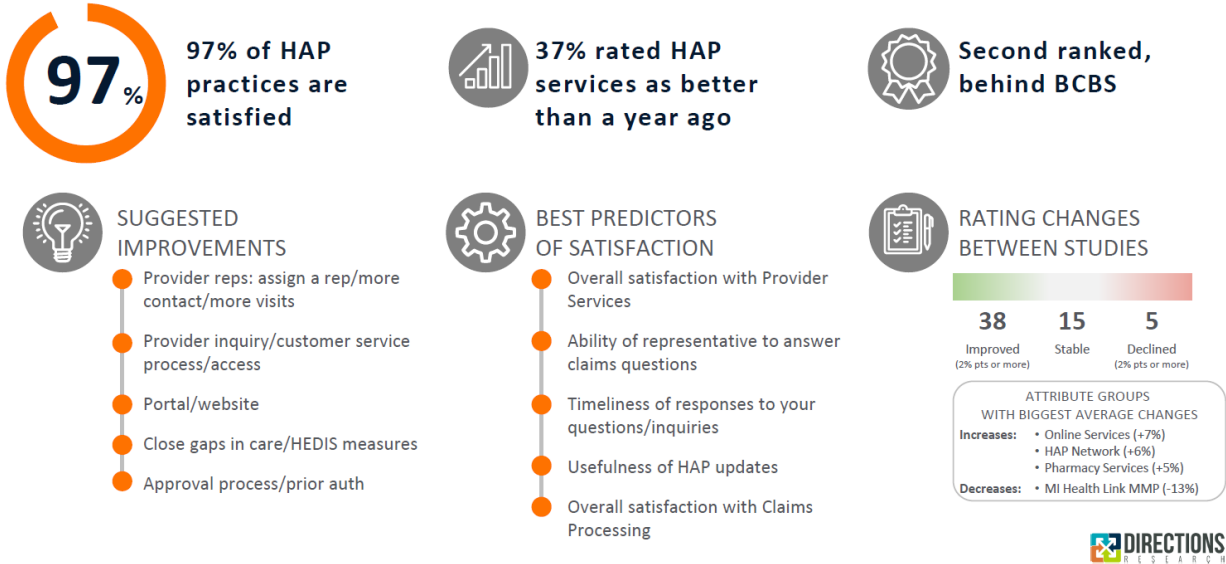 97%
97% of HAP
practices are
satisfied
37% rated HAP
services as better
than a year ago
Second ranked,
behind BCBS
SUGGESTED
IMPROVEMENTS
Provider reps: assign a rep/more
contact/more visits
Provider inquiry/customer service
process/access
Portal/website
Close gaps in care/HEDIS measures
Approval process/prior auth
BEST PREDICTORS
OF SATISFACTION
Overall satisfaction with Provider
Services
Ability of representative to answer
claims questions
Timeliness of responses to your
questions/inquiries
Usefulness of HAP updates
Overall satisfaction with Claims
Processing
RATING CHANGES
BETWEEN STUDIES
38 15 5
Improved Stable Declined
(2% pts or more) (2% pts or more)
ATTRIBUTE GROUPS
WITH BIGGEST AVERAGE CHANGES
Increases: • Online Services (+7%)
• HAP Network (+6%)
• Pharmacy Services (+5%)
Decreases: • MI Health Link MMP (-13%)
DIRECTIONS
RESEARCH